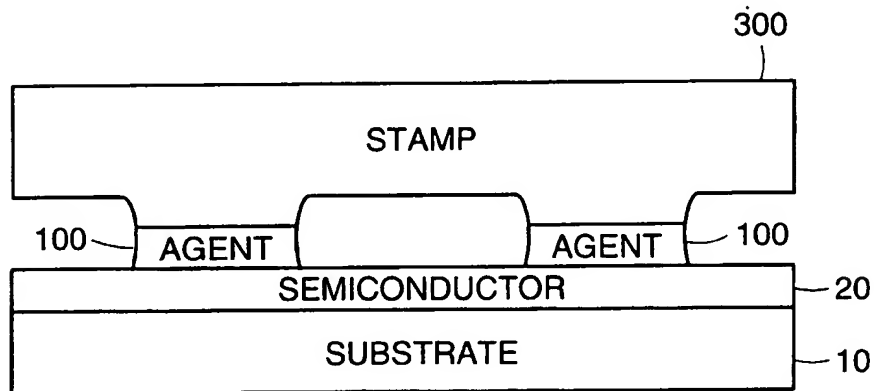 300
STAMP
100 AGENT AGENT 100
SEMICONDUCTOR 20
SUBSTRATE 10